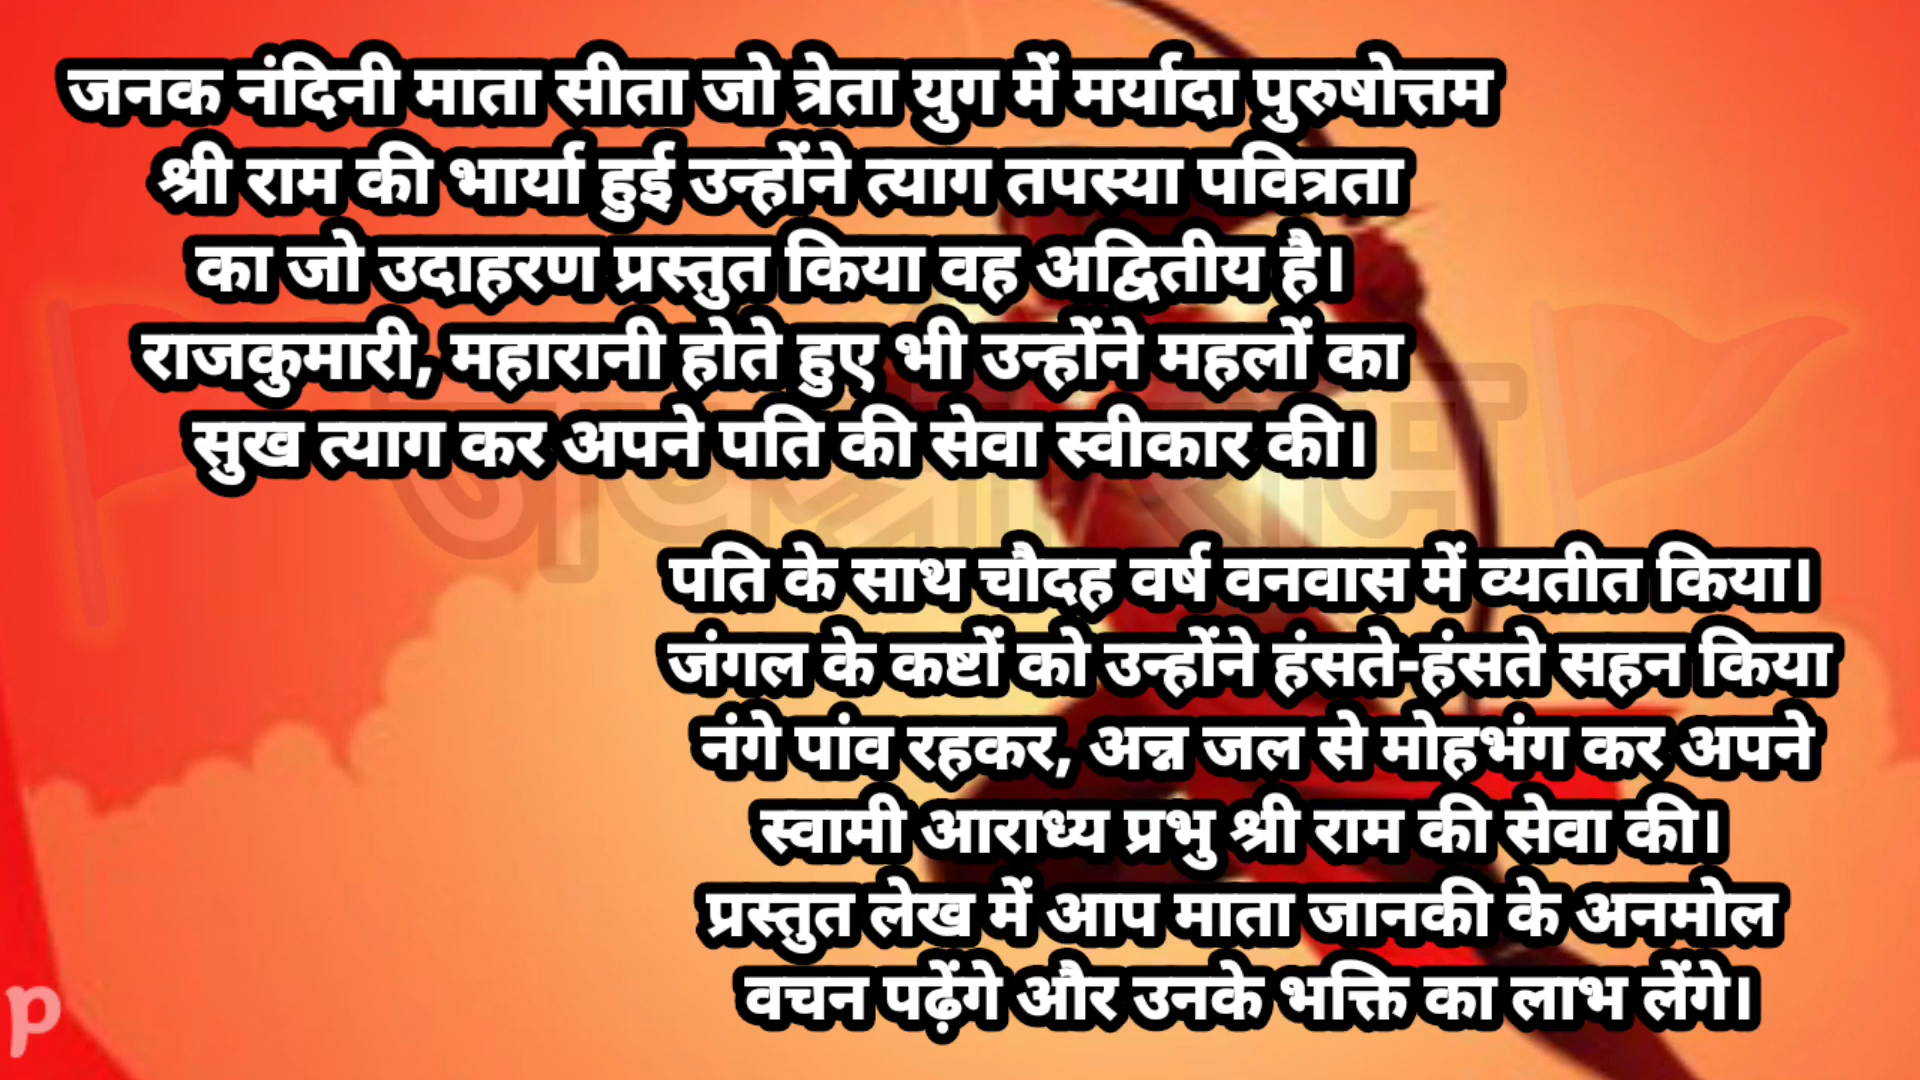 जनक नंदिनी माता सीता जो त्रेता युग में मर्यादा पुरुषोत्तम
श्री राम की भार्या हुई उन्होंने त्याग तपस्या पवित्रता
का जो उदाहरण प्रस्तुत किया वह अद्वितीय है।
राजकुमारी, महारानी होते हुए भी उन्होंने महलों का
सुख त्याग कर अपने पति की सेवा स्वीकार की।
पति के साथ चौदह वर्ष वनवास में व्यतीत किया।
जंगल के कष्टों को उन्होंने हंसते-हंसते सहन किया
नंगे पांव रहकर, अन्न जल से मोहभंग कर अपने
स्वामी आराध्य प्रभु श्री राम की सेवा की।
प्रस्तुत लेख में आप माता जानकी के अनमोल
वचन पढ़ेंगे और उनके भक्ति का लाभ लेंगे।
p